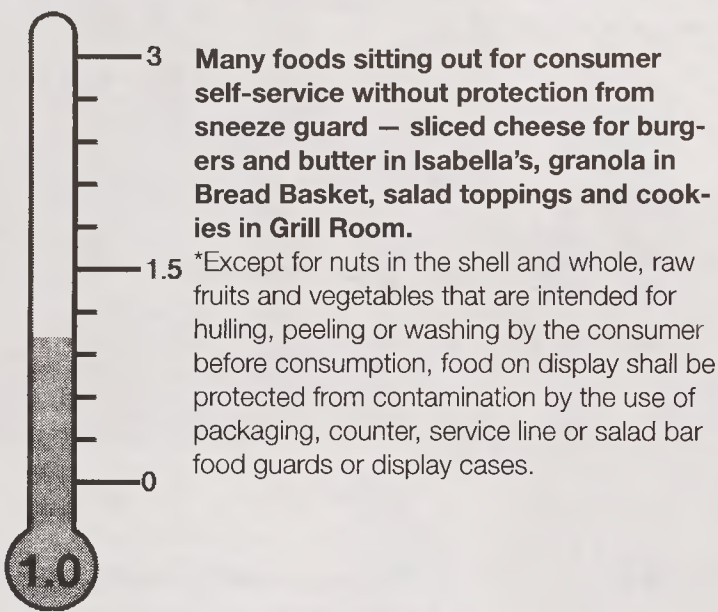 3
Many foods sitting out for consumer
self-service without protection from
sneeze guard — sliced cheese for burg-
ers and butter in Isabella's, granola in
Bread Basket, salad toppings and cook-
ies in Grill Room.
1.5
*Except for nuts in the shell and whole, raw
fruits and vegetables that are intended for
hulling, peeling or washing by the consumer
before consumption, food on display shall be
protected from contamination by the use of
packaging, counter, service line or salad bar
food guards or display cases.
0
1.0